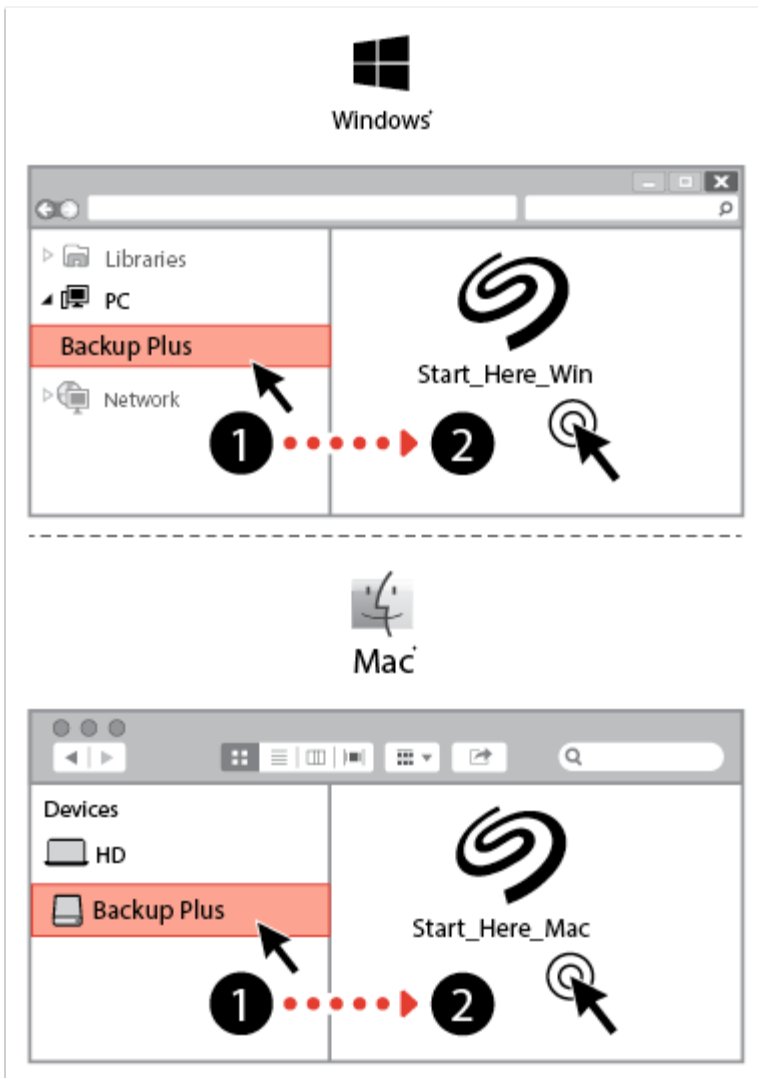 Windows+
Libraries
PC
Backup Plus
Network
Start_Here_Win
1
2
Mac+
Devices
HD
Backup Plus
Start_Here_Mac
1
2